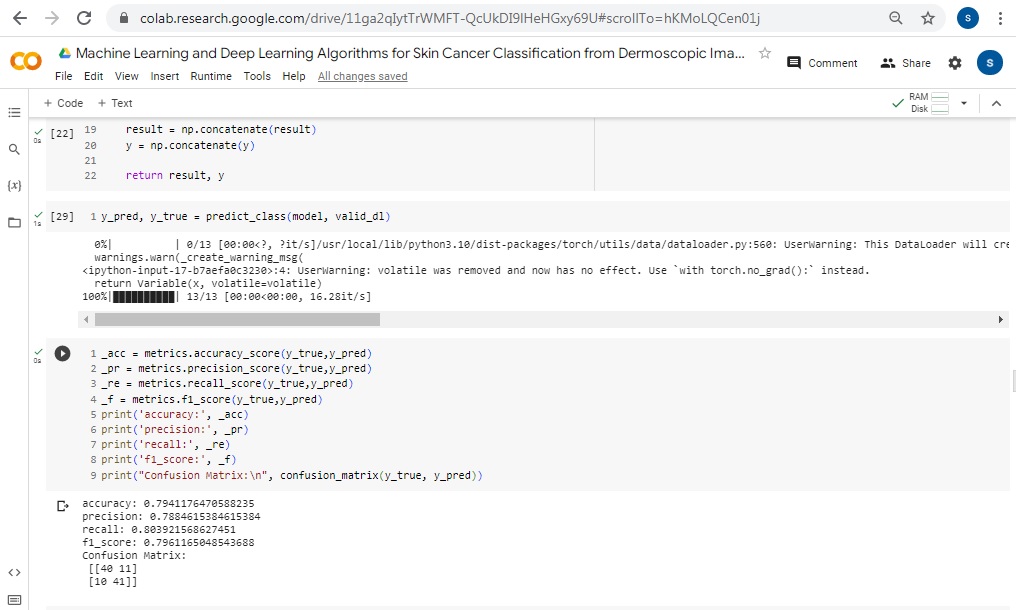 colab.research.google.com/drive/11ga2qIytTrWMFT-QcUkDI9lHeHGxy69U#scrollTo=hKMoLQCen01j
S
Machine Learning and Deep Learning Algorithms for Skin Cancer Classification from Dermoscopic Ima...
Comment
Share
S
File Edit View Insert Runtime Tools Help All changes saved
+ Code + Text
RAM
Disk
[22]
0s
19 result = np.concatenate(result)
20 y = np.concatenate(y)
21
22 return result, y
{x}
[29]
1s
1 y_pred, y_true = predict_class(model, valid_dl)
0%| | 0/13 [00:00<?, ?it/s]/usr/local/lib/python3.10/dist-packages/torch/utils/data/dataloader.py:560: UserWarning: This DataLoader will cre
warnings.warn(_create_warning_msg(
<ipython-input-17-b7aefa0c3230>:4: UserWarning: volatile was removed and now has no effect. Use `with torch.no_grad():` instead.
return Variable(x, volatile=volatile)
100%|██████████| 13/13 [00:00<00:00, 16.28it/s]
0s
1 _acc = metrics.accuracy_score(y_true,y_pred)
2 _pr = metrics.precision_score(y_true,y_pred)
3 _re = metrics.recall_score(y_true,y_pred)
4 _f = metrics.f1_score(y_true,y_pred)
5 print('accuracy:', _acc)
6 print('precision:', _pr)
7 print('recall:', _re)
8 print('f1_score:', _f)
9 print("Confusion Matrix:\n", confusion_matrix(y_true, y_pred))
accuracy: 0.7941176470588235
precision: 0.7884615384615384
recall: 0.803921568627451
f1_score: 0.7961165048543688
Confusion Matrix:
[[40 11]
[10 41]]
<>